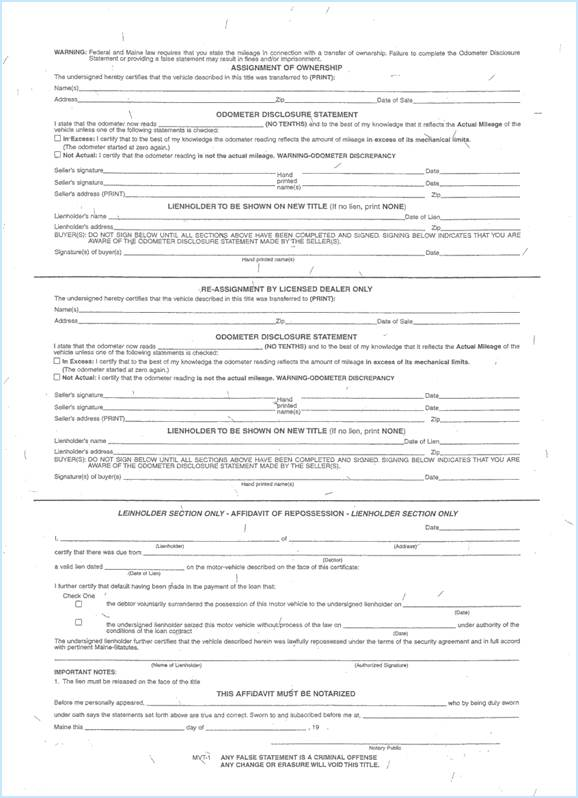 WARNING: Federal and Maine law requires that you state the mileage in connection with a transfer of ownership. Failure to complete the Odometer Disclosure
Statement or providing a false statement may result in fines and/or imprisonment.
ASSIGNMENT OF OWNERSHIP
The undersigned hereby certifies that the vehicle described in this title was transferred to (PRINT):
Name(s)
Address Zip Date of Sale
ODOMETER DISCLOSURE STATEMENT
I state that the odometer now reads (NO TENTHS) and to the best of my knowledge that it reflects the Actual Mileage of the
vehicle unless one of the following statements is checked:
In Excess: I certify that to the best of my knowledge the odometer reading reflects the amount of mileage in excess of its mechanical limits.
(The odometer started at zero again.)
Not Actual: I certify that the odometer reading is not the actual mileage. WARNING-ODOMETER DISCREPANCY
Seller's signature Hand Date
Seller's signature printed name(s) Date
Seller's address (PRINT) Zip
LIENHOLDER TO BE SHOWN ON NEW TITLE (If no lien, print NONE)
Lienholder's name Date of Lien
Lienholder's address Zip
BUYER(S): DO NOT SIGN BELOW UNTIL ALL SECTIONS ABOVE HAVE BEEN COMPLETED AND SIGNED. SIGNING BELOW INDICATES THAT YOU ARE
AWARE OF THE ODOMETER DISCLOSURE STATEMENT MADE BY THE SELLER(S).
Signature(s) of buyer(s) Date
Hand printed name(s)
RE-ASSIGNMENT BY LICENSED DEALER ONLY
The undersigned hereby certifies that the vehicle described in this title was transferred to (PRINT):
Name(s)
Address Zip Date of Sale
ODOMETER DISCLOSURE STATEMENT
I state that the odometer now reads (NO TENTHS) and to the best of my knowledge that it reflects the Actual Mileage of the
vehicle unless one of the following statements is checked:
In Excess: I certify that to the best of my knowledge the odometer reading reflects the amount of mileage in excess of its mechanical limits.
(The odometer started at zero again.)
Not Actual: I certify that the odometer reading is not the actual mileage. WARNING-ODOMETER DISCREPANCY
Seller's signature Hand Date
Seller's signature printed name(s) Date
Seller's address (PRINT) Zip
LIENHOLDER TO BE SHOWN ON NEW TITLE (If no lien, print NONE)
Lienholder's name Date of Lien
Lienholder's address Zip
BUYER(S): DO NOT SIGN BELOW UNTIL ALL SECTIONS ABOVE HAVE BEEN COMPLETED AND SIGNED. SIGNING BELOW INDICATES THAT YOU ARE
AWARE OF THE ODOMETER DISCLOSURE STATEMENT MADE BY THE SELLER(S).
Signature(s) of buyer(s) Date
Hand printed name(s)
LEINHOLDER SECTION ONLY - AFFIDAVIT OF REPOSSESSION - LIENHOLDER SECTION ONLY
Date
I, of
(Lienholder) (Address)
certify that there was due from
(Debtor)
a valid lien dated on the motor-vehicle described on the face of this certificate:
(Date of Lien)
I further certify that default having been made in the payment of the loan that:
Check One
the debtor voluntarily surrendered the possession of this motor vehicle to the undersigned lienholder on
(Date)
the undersigned lienholder seized this motor vehicle without process of the law on under authority of the
conditions of the loan contract (Date)
The undersigned lienholder further certifies that the vehicle described herein was lawfully repossessed under the terms of the security agreement and in full accord
with pertinent Maine-Statutes.
(Name of Lienholder) (Authorized Signature)
IMPORTANT NOTES:
1. The lien must be released on the face of the title
THIS AFFIDAVIT MUST BE NOTARIZED
Before me personally appeared, who by being duly sworn
under oath says the statements set forth above are true and correct. Sworn to and subscribed before me at,
Maine this day of , 19 .
Notary Public
MVT-1 ANY FALSE STATEMENT IS A CRIMINAL OFFENSE
ANY CHANGE OR ERASURE WILL VOID THIS TITLE.